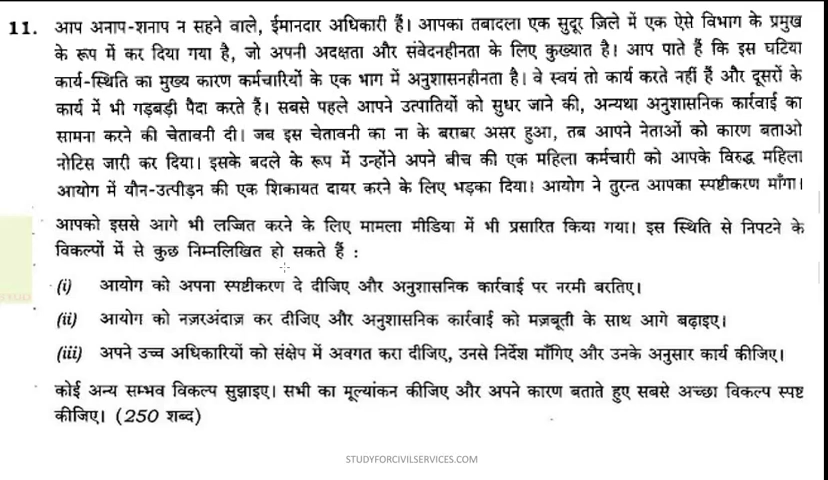 11. आप अनाप-शनाप न सहने वाले, ईमानदार अधिकारी हैं। आपका तबादला एक सुदूर ज़िले में एक ऐसे विभाग के प्रमुख
के रूप में कर दिया गया है, जो अपनी अदक्षता और संवेदनहीनता के लिए कुख्यात है। आप पाते हैं कि इस घटिया
कार्य-स्थिति का मुख्य कारण कर्मचारियों के एक भाग में अनुशासनहीनता है। वे स्वयं तो कार्य करते नहीं हैं और दूसरों के
कार्य में भी गड़बड़ी पैदा करते हैं। सबसे पहले आपने उत्पातियों को सुधर जाने की, अन्यथा अनुशासनिक कार्रवाई का
सामना करने की चेतावनी दी। जब इस चेतावनी का ना के बराबर असर हुआ, तब आपने नेताओं को कारण बताओ
नोटिस जारी कर दिया। इसके बदले के रूप में उन्होंने अपने बीच की एक महिला कर्मचारी को आपके विरुद्ध महिला
आयोग में यौन-उत्पीड़न की एक शिकायत दायर करने के लिए भड़का दिया। आयोग ने तुरन्त आपका स्पष्टीकरण माँगा।
आपको इससे आगे भी लज्जित करने के लिए मामला मीडिया में भी प्रसारित किया गया। इस स्थिति से निपटने के
विकल्पों में से कुछ निम्नलिखित हो सकते हैं :
(i) आयोग को अपना स्पष्टीकरण दे दीजिए और अनुशासनिक कार्रवाई पर नरमी बरतिए।
(ii) आयोग को नज़रअंदाज़ कर दीजिए और अनुशासनिक कार्रवाई को मज़बूती के साथ आगे बढ़ाइए।
(iii) अपने उच्च अधिकारियों को संक्षेप में अवगत करा दीजिए, उनसे निर्देश माँगिए और उनके अनुसार कार्य कीजिए।
कोई अन्य सम्भव विकल्प सुझाइए। सभी का मूल्यांकन कीजिए और अपने कारण बताते हुए सबसे अच्छा विकल्प स्पष्ट
कीजिए। (250 शब्द)
STUDYFORCIVILSERVICES.COM